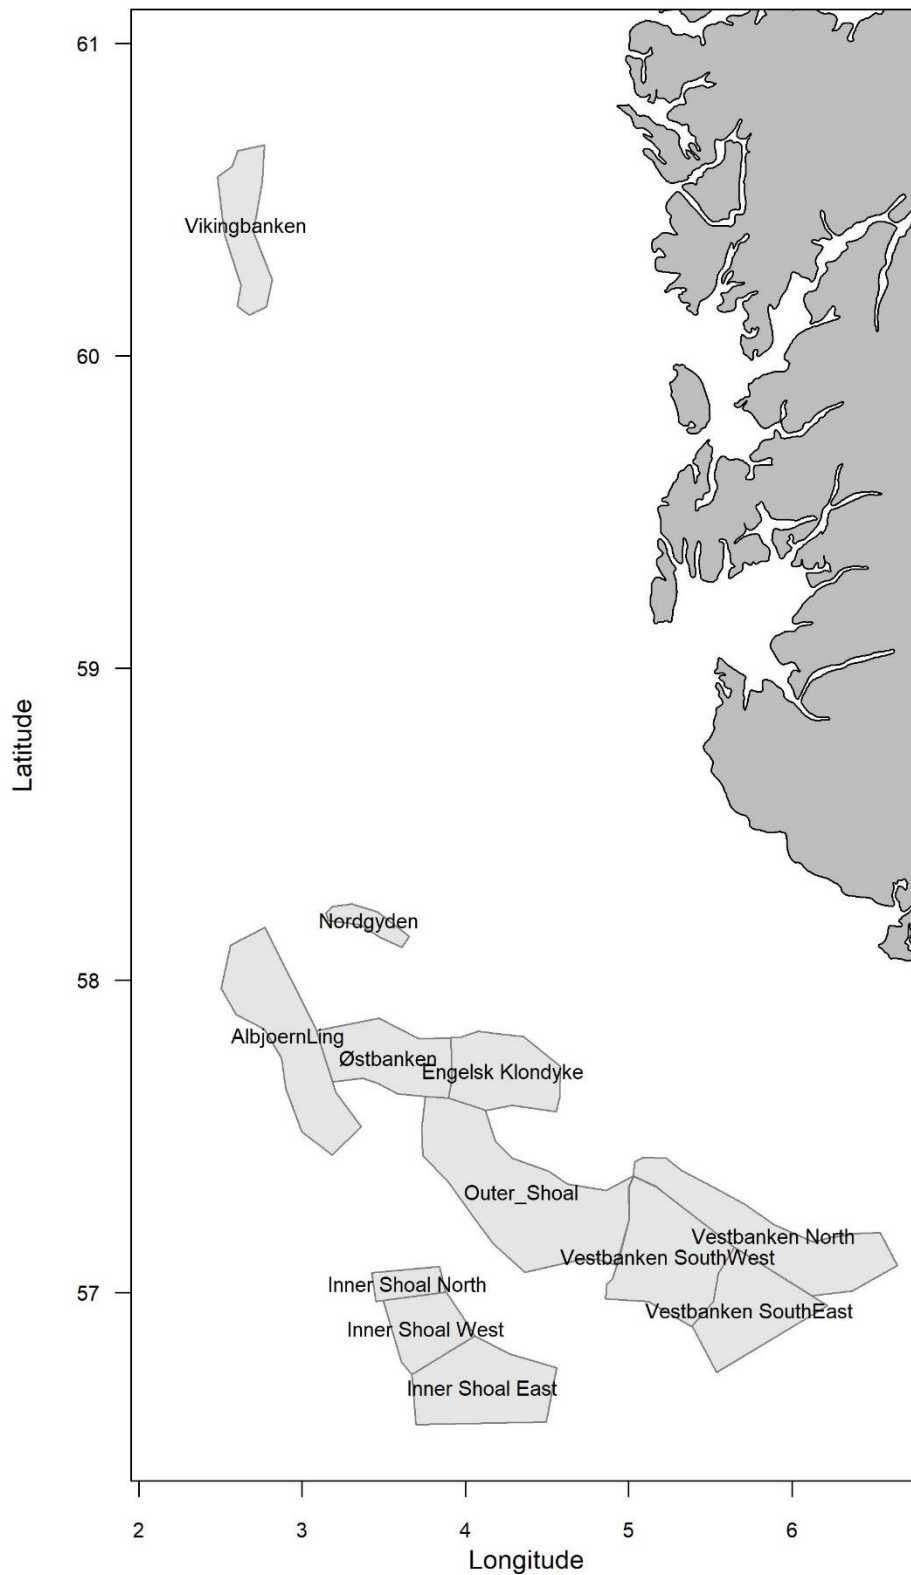 61
Vikingbanken
60
59
Latitude
Nordgyden
58
AlbjoernLing
Østbanken
Engelsk Klondyke
Outer_Shoal
Vestbanken North
Vestbanken SouthWest
57
Inner Shoal North
Vestbanken SouthEast
Inner Shoal West
Inner Shoal East
2 3 4 5 6
Longitude